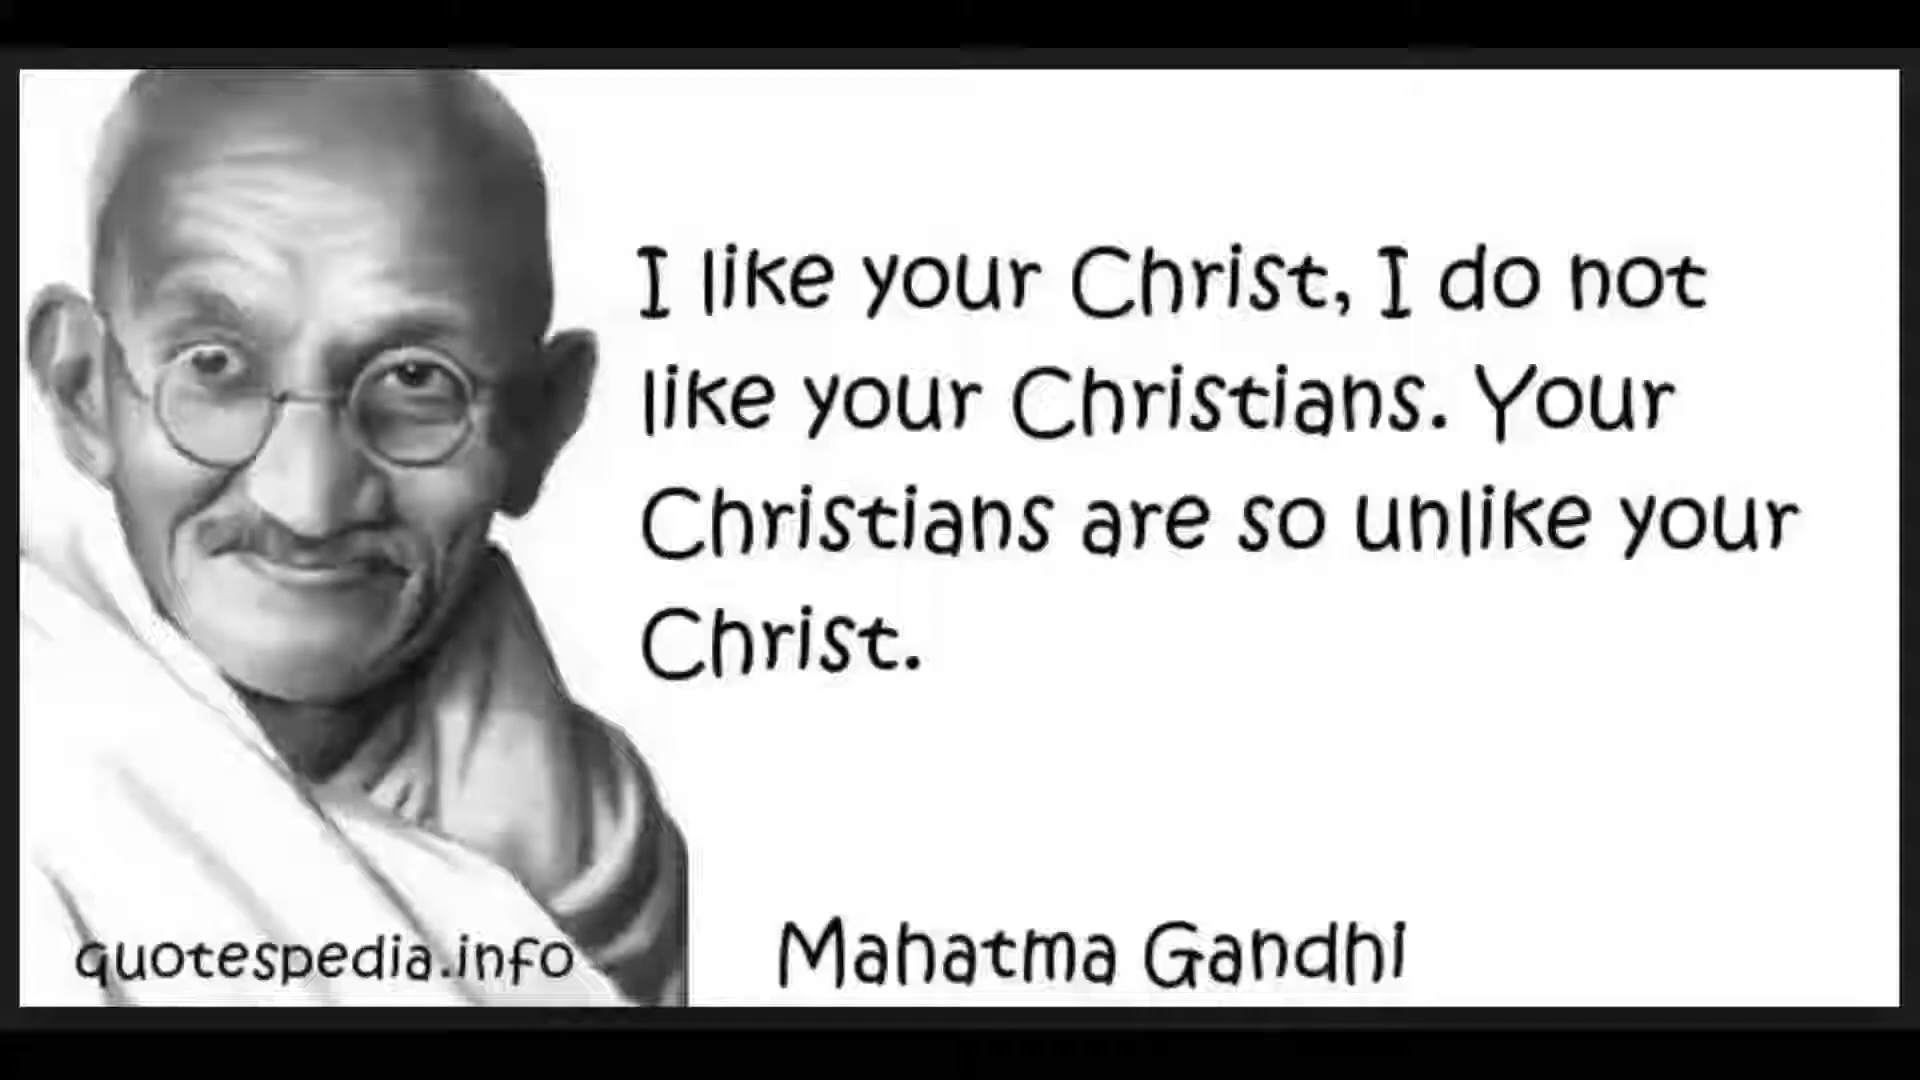 I like your Christ, I do not
like your Christians. Your
Christians are so unlike your
Christ.
quotespedia.info
Mahatma Gandhi